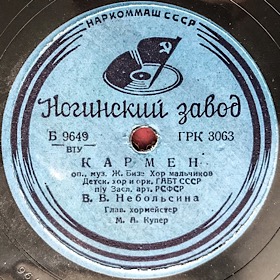 НАРКОММАШ СССР
Ногинский завод
Б 9649 ГРК 3063
ВТУ
КАРМЕН
оп., муз. Ж. Бизе Хор мальчиков
Детск. хор и орк. ГАБТ СССР
п/у Засл. арт. РСФСР
В. В. Небольсина
Глав. хормейстер
М. А. Купер